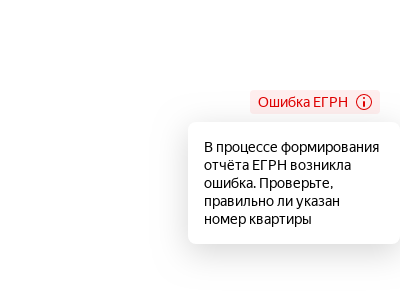 Ошибка ЕГРН
В процессе формирования
отчёта ЕГРН возникла
ошибка. Проверьте,
правильно ли указан
номер квартиры